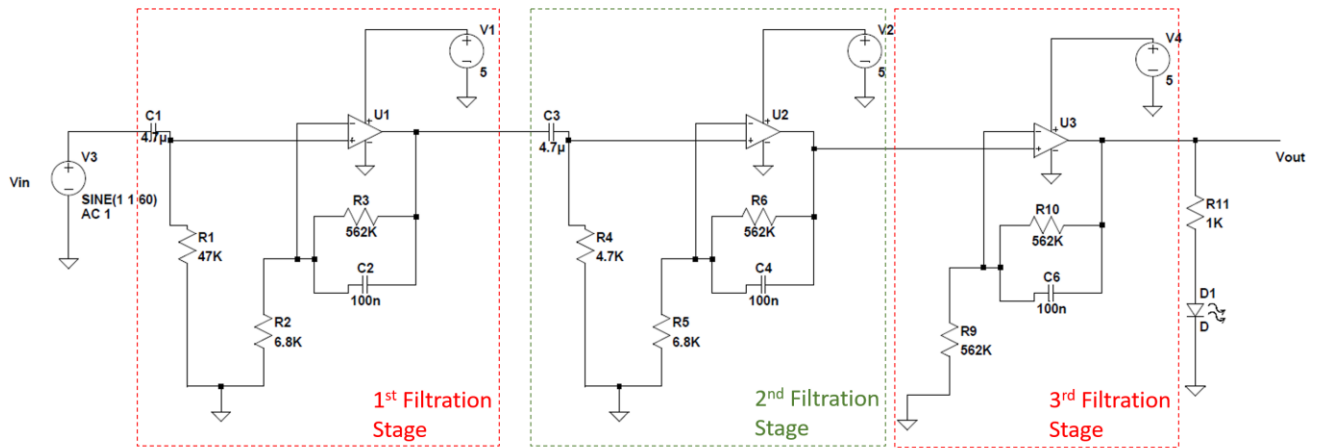 V1
5
V2
5
V4
5
C1
4.7µ
U1
C3
4.7µ
U2
U3
Vin
V3
SINE(1 1 60)
AC 1
Vout
R1
47K
R3
562K
C2
100n
R2
6.8K
R4
4.7K
R6
562K
C4
100n
R5
6.8K
R10
562K
C6
100n
R9
562K
R11
1K
D1
D
1st Filtration
Stage
2nd Filtration
Stage
3rd Filtration
Stage